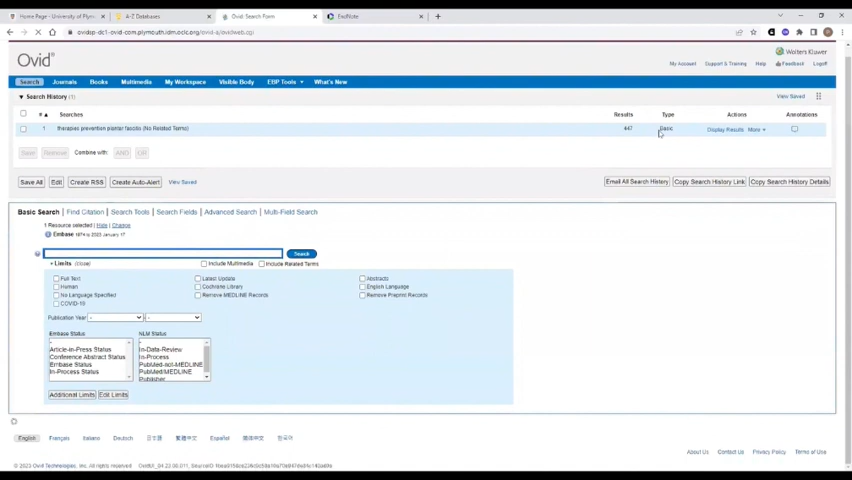 Home Page - University of Plym
A-Z Databases
Ovid: Search Form
EndNote
ovidsp-dc1-ovid-com.plymouth.idm.oclc.org/ovid-a/ovidweb.cgi
Ovid®
Wolters Kluwer
My Account Support & Training Help Feedback Logoff
Search Journals Books Multimedia My Workspace Visible Body EBP Tools What's New
Search History (1)
View Saved
# ▲ Searches Results Type Actions Annotations
1 therapies prevention plantar fasciitis (No Related Terms) 447 Basic Display Results More
Save Remove Combine with: AND OR
Save All Edit Create RSS Create Auto-Alert View Saved
Email All Search History Copy Search History Link Copy Search History Details
Basic Search | Find Citation | Search Tools | Search Fields | Advanced Search | Multi-Field Search
1 Resource selected | Hide | Change
Embase 1974 to 2023 January 17
Search
Limits (close) Include Multimedia Include Related Terms
Full Text Latest Update Abstracts
Human Cochrane Library English Language
No Language Specified Remove MEDLINE Records Remove Preprint Records
COVID-19
Publication Year - -
Embase Status NLM Status
- -
Article-in-Press Status In-Data-Review
Conference Abstract Status In-Process
Embase Status PubMed-not-MEDLINE
In-Process Status PubMed/MEDLINE
Publisher
Additional Limits Edit Limits
English Français Italiano Deutsch 日本語 繁體中文 Español 简体中文 한국어
About Us Contact Us Privacy Policy Terms of Use
© 2023 Ovid Technologies, Inc. All rights reserved.